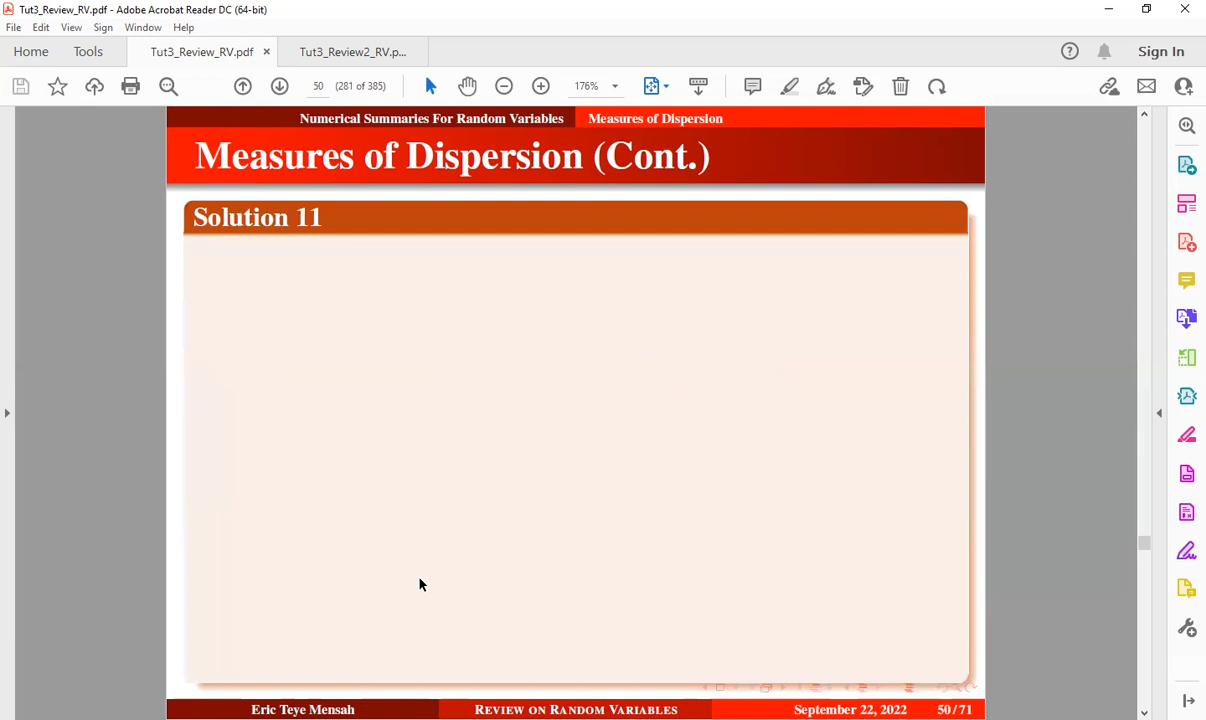 Tut3_Review_RV.pdf - Adobe Acrobat Reader DC (64-bit)
File Edit View Sign Window Help
Home Tools Tut3_Review_RV.pdf × Tut3_Review2_RV.p... Sign In
50 (281 of 385) 176%
Numerical Summaries For Random Variables Measures of Dispersion
Measures of Dispersion (Cont.)
Solution 11
Eric Teye Mensah REVIEW ON RANDOM VARIABLES September 22, 2022 50/71